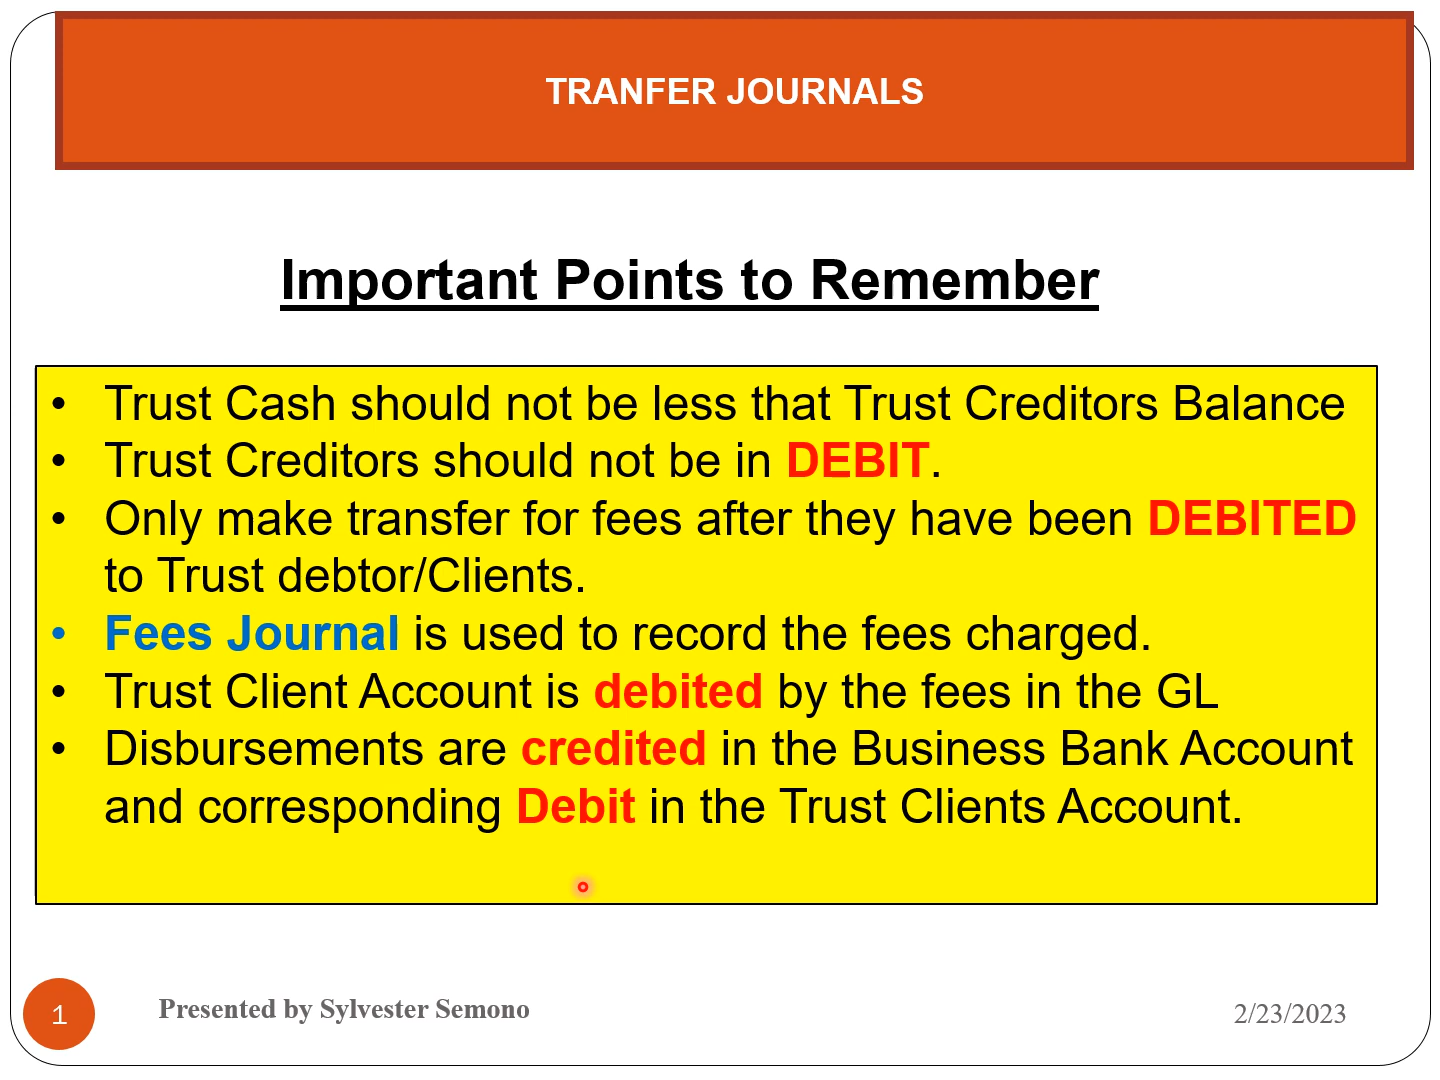 TRANFER JOURNALS
Important Points to Remember
• Trust Cash should not be less that Trust Creditors Balance
• Trust Creditors should not be in DEBIT.
• Only make transfer for fees after they have been DEBITED
to Trust debtor/Clients.
• Fees Journal is used to record the fees charged.
• Trust Client Account is debited by the fees in the GL
• Disbursements are credited in the Business Bank Account
and corresponding Debit in the Trust Clients Account.
1 Presented by Sylvester Semono 2/23/2023